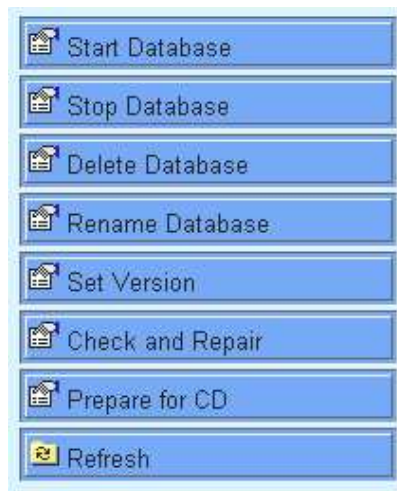 Start Database
Stop Database
Delete Database
Rename Database
Set Version
Check and Repair
Prepare for CD
Refresh